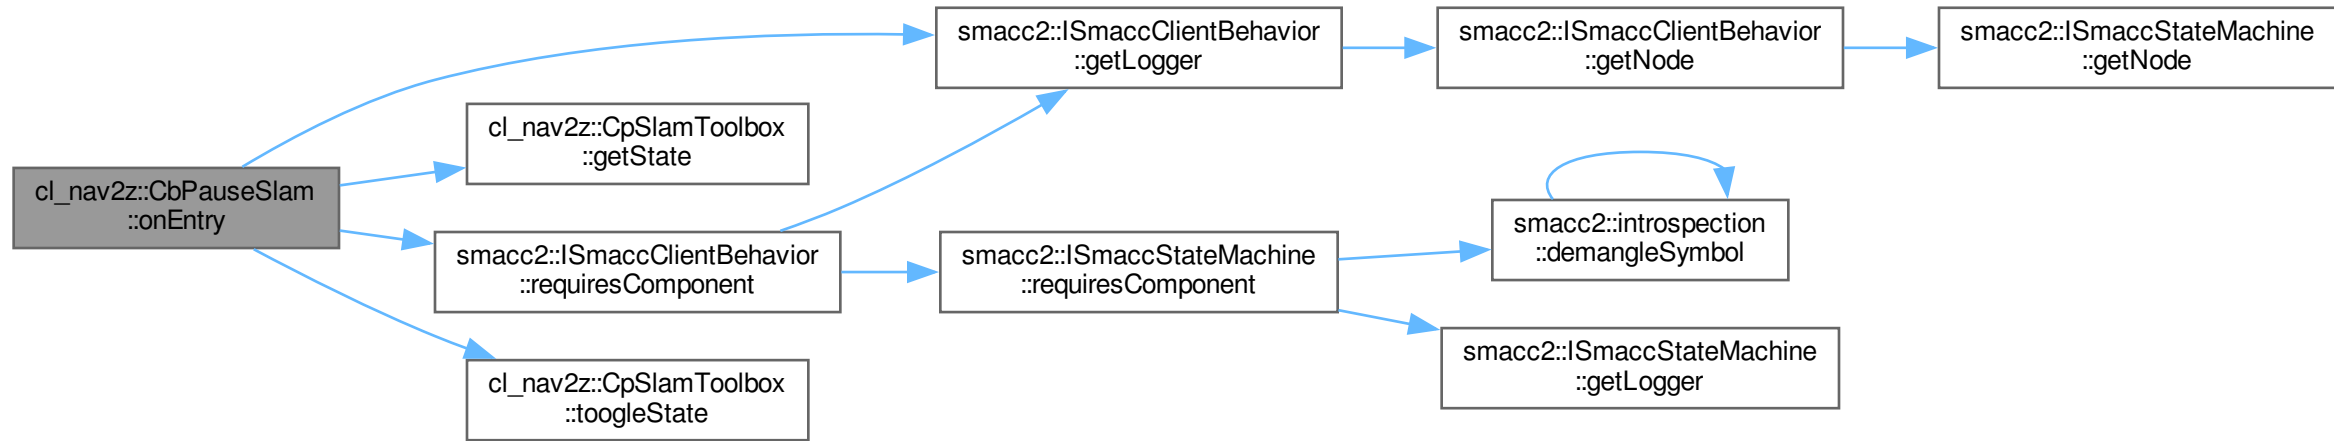 cl_nav2z::CbPauseSlam
::onEntry
smacc2::ISmaccClientBehavior
::getLogger
cl_nav2z::CpSlamToolbox
::getState
smacc2::ISmaccClientBehavior
::requiresComponent
cl_nav2z::CpSlamToolbox
::toogleState
smacc2::ISmaccClientBehavior
::getNode
smacc2::ISmaccStateMachine
::getNode
smacc2::ISmaccStateMachine
::requiresComponent
smacc2::introspection
::demangleSymbol
smacc2::ISmaccStateMachine
::getLogger